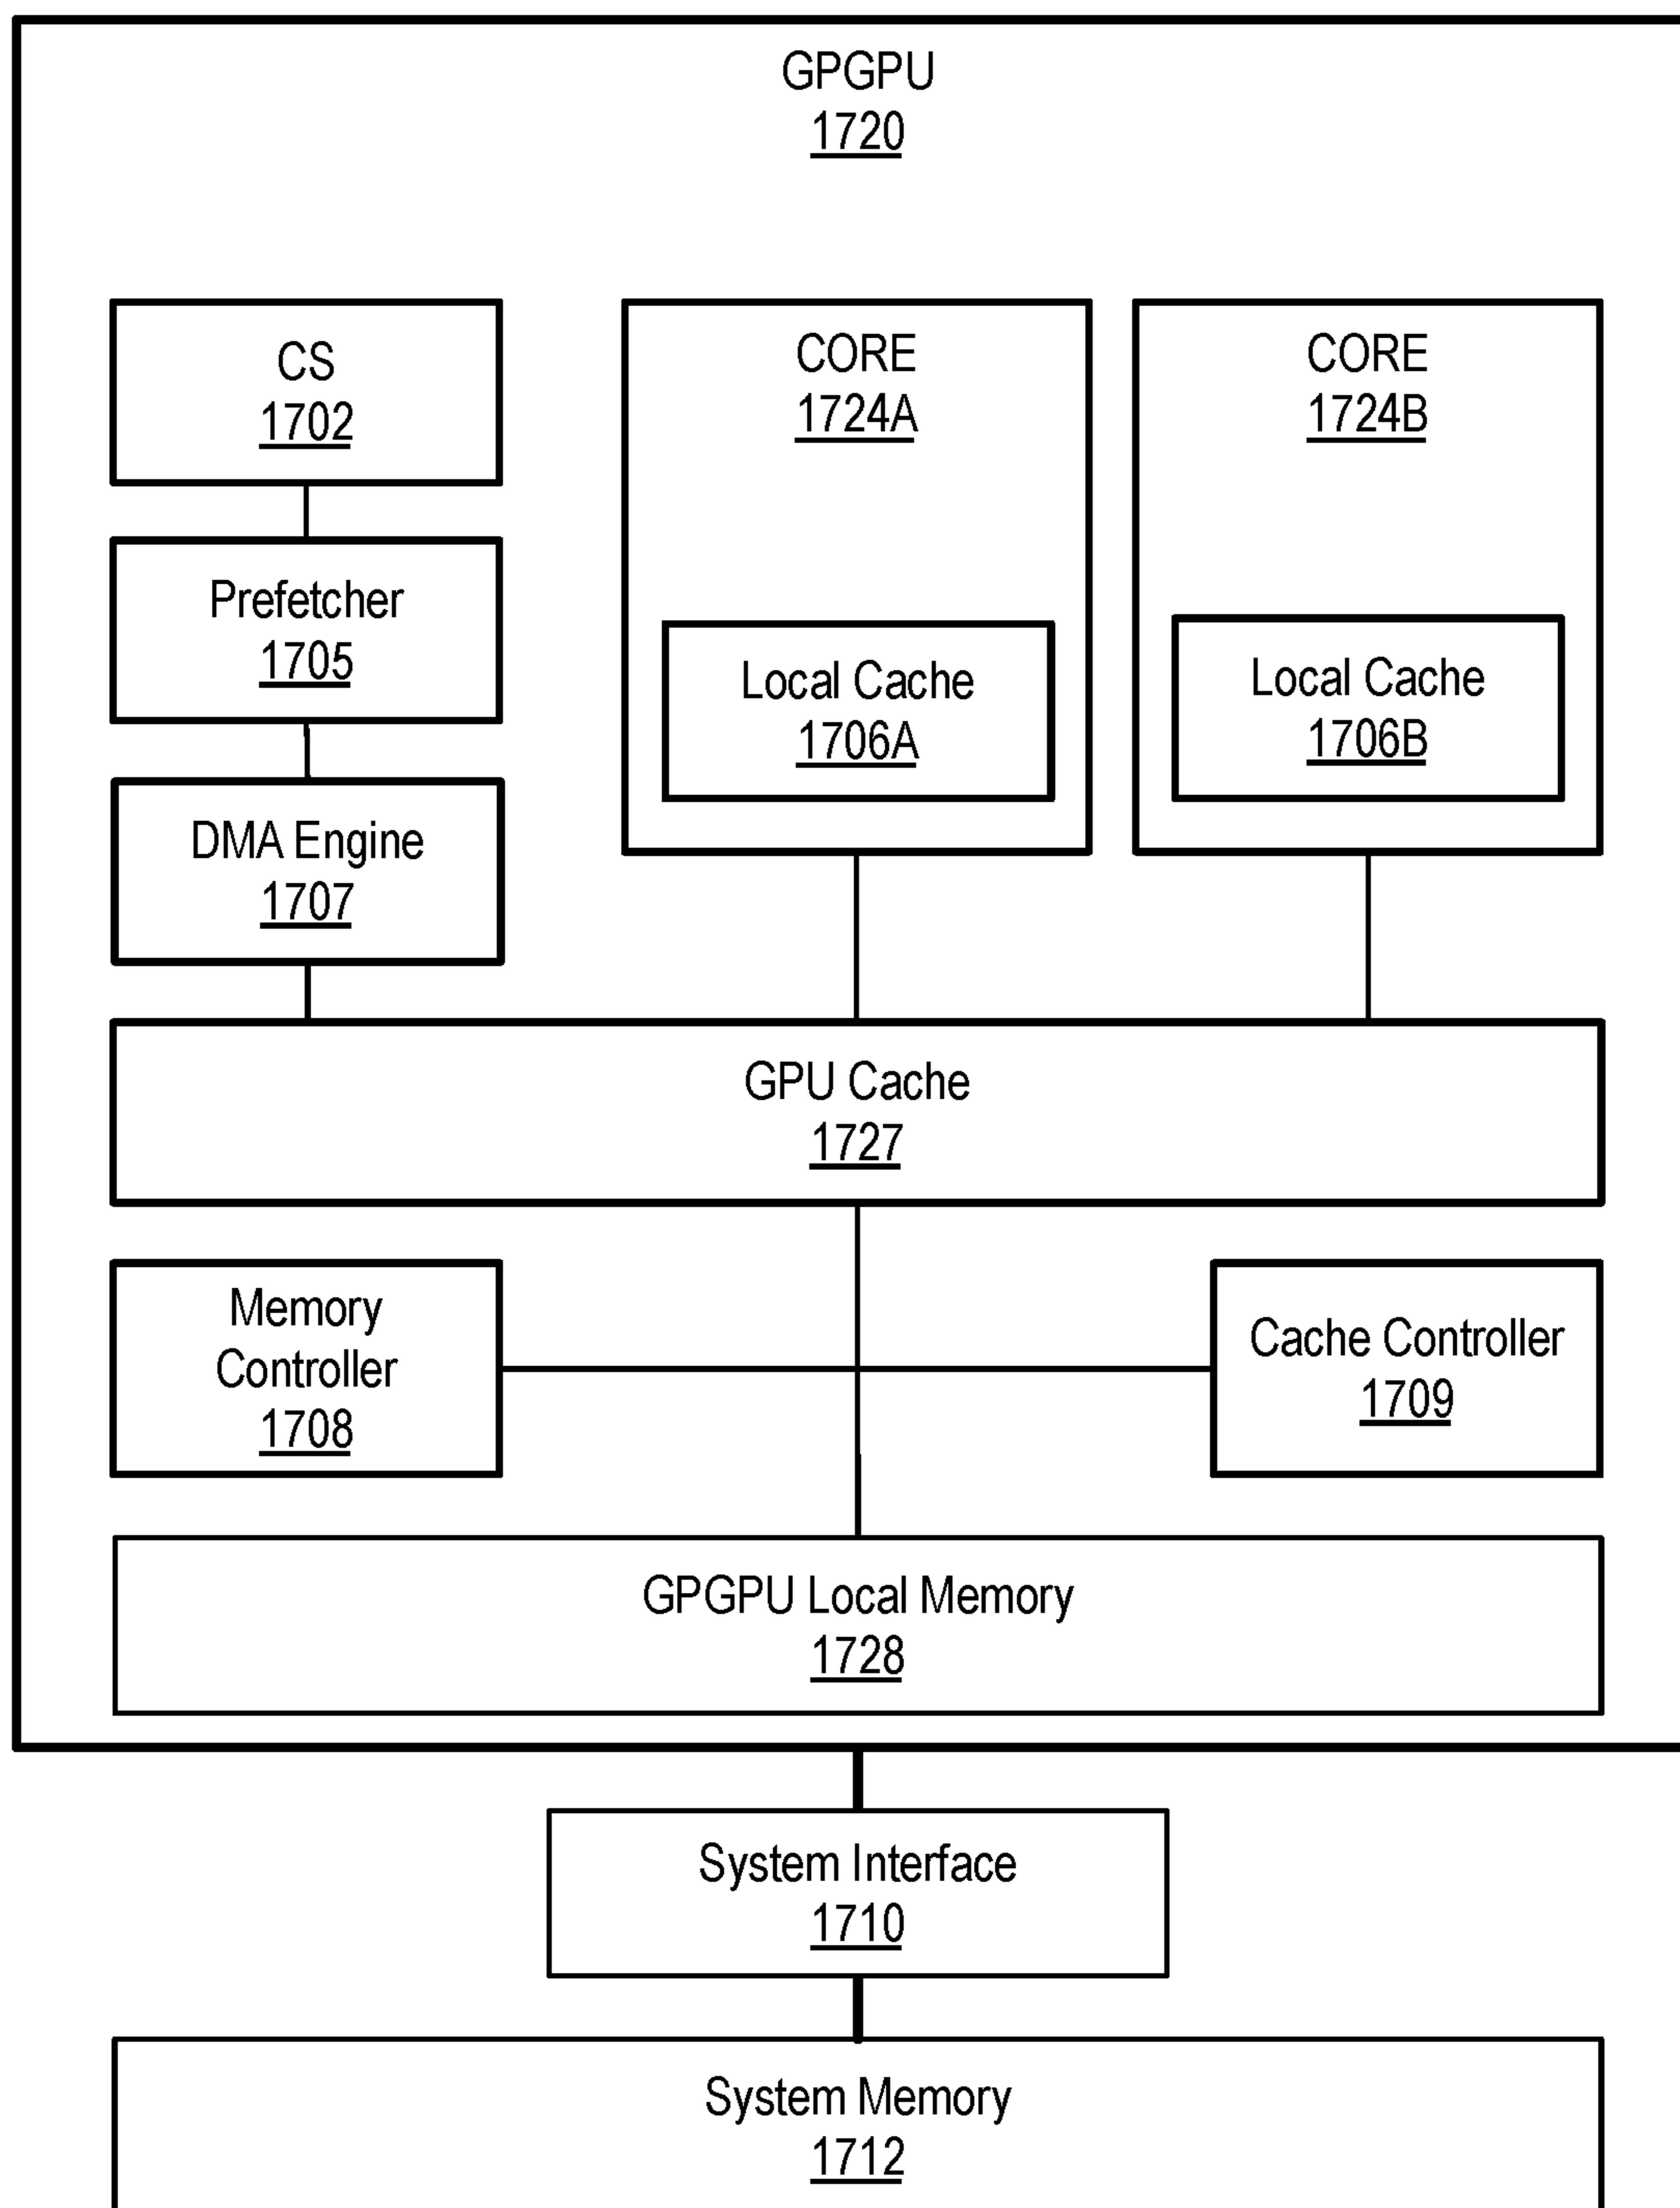 GPGPU
1720
CS
1702
CORE
1724A
CORE
1724B
Prefetcher
1705
Local Cache
1706A
Local Cache
1706B
DMA Engine
1707
GPU Cache
1727
Memory
Controller
1708
Cache Controller
1709
GPGPU Local Memory
1728
System Interface
1710
System Memory
1712